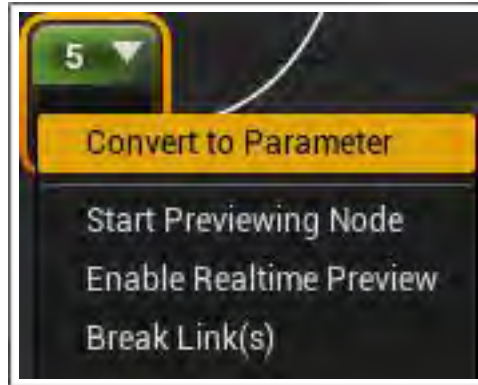 5
Convert to Parameter
Start Previewing Node
Enable Realtime Preview
Break Link(s)